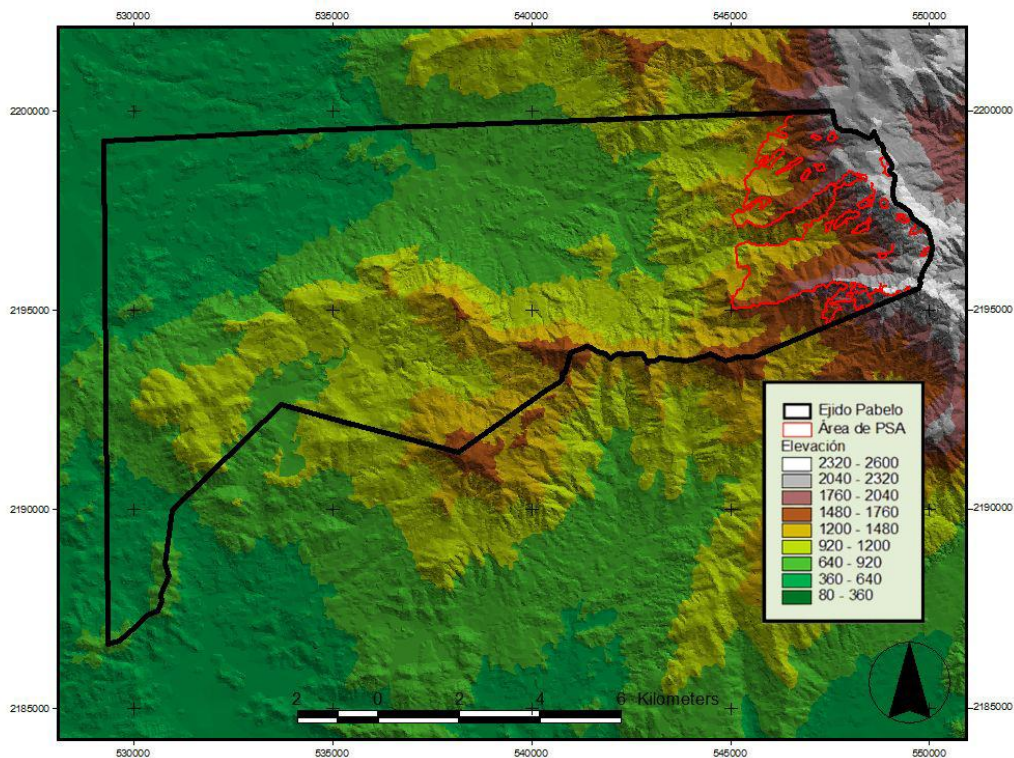 530000 535000 540000 545000 550000
2200000 2200000
2195000 2195000
Ejido Pabelo
Área de PSA
Elevación
2320 - 2600
2040 - 2320
1760 - 2040
1480 - 1760
1200 - 1480
920 - 1200
640 - 920
360 - 640
80 - 360
2190000 2190000
2 0 2 4 6 Kilometers
2185000 2185000
530000 535000 540000 545000 550000